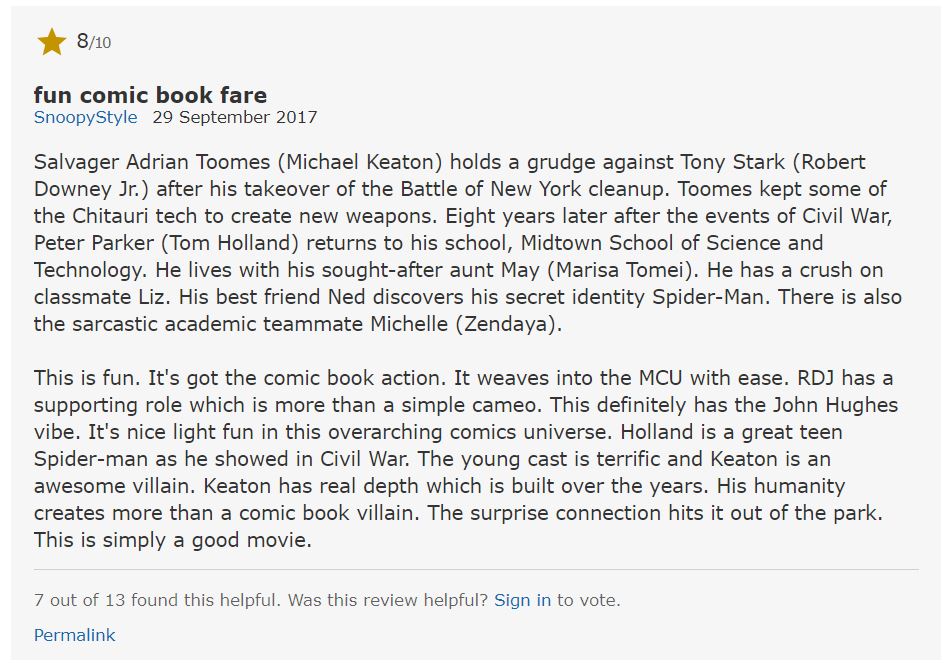 8/10
fun comic book fare
SnoopyStyle 29 September 2017
Salvager Adrian Toomes (Michael Keaton) holds a grudge against Tony Stark (Robert
Downey Jr.) after his takeover of the Battle of New York cleanup. Toomes kept some of
the Chitauri tech to create new weapons. Eight years later after the events of Civil War,
Peter Parker (Tom Holland) returns to his school, Midtown School of Science and
Technology. He lives with his sought-after aunt May (Marisa Tomei). He has a crush on
classmate Liz. His best friend Ned discovers his secret identity Spider-Man. There is also
the sarcastic academic teammate Michelle (Zendaya).
This is fun. It's got the comic book action. It weaves into the MCU with ease. RDJ has a
supporting role which is more than a simple cameo. This definitely has the John Hughes
vibe. It's nice light fun in this overarching comics universe. Holland is a great teen
Spider-man as he showed in Civil War. The young cast is terrific and Keaton is an
awesome villain. Keaton has real depth which is built over the years. His humanity
creates more than a comic book villain. The surprise connection hits it out of the park.
This is simply a good movie.
7 out of 13 found this helpful. Was this review helpful? Sign in to vote.
Permalink